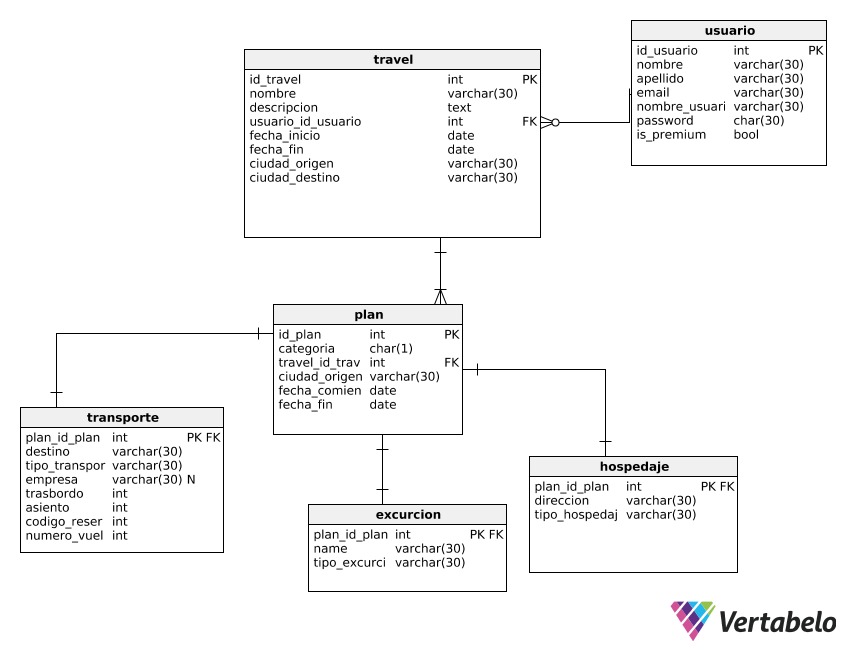 usuario
id_usuario int PK
nombre varchar(30)
apellido varchar(30)
email varchar(30)
nombre_usuari varchar(30)
password char(30)
is_premium bool
travel
id_travel int PK
nombre varchar(30)
descripcion text
usuario_id_usuario int FK
fecha_inicio date
fecha_fin date
ciudad_origen varchar(30)
ciudad_destino varchar(30)
plan
id_plan int PK
categoria char(1)
travel_id_trav int FK
ciudad_origen varchar(30)
fecha_comien date
fecha_fin date
transporte
plan_id_plan int PK FK
destino varchar(30)
tipo_transpor varchar(30)
empresa varchar(30) N
trasbordo int
asiento int
codigo_reser int
numero_vuel int
hospedaje
plan_id_plan int PK FK
direccion varchar(30)
tipo_hospedaj varchar(30)
excurcion
plan_id_plan int PK FK
name varchar(30)
tipo_excurci varchar(30)
Vertabelo